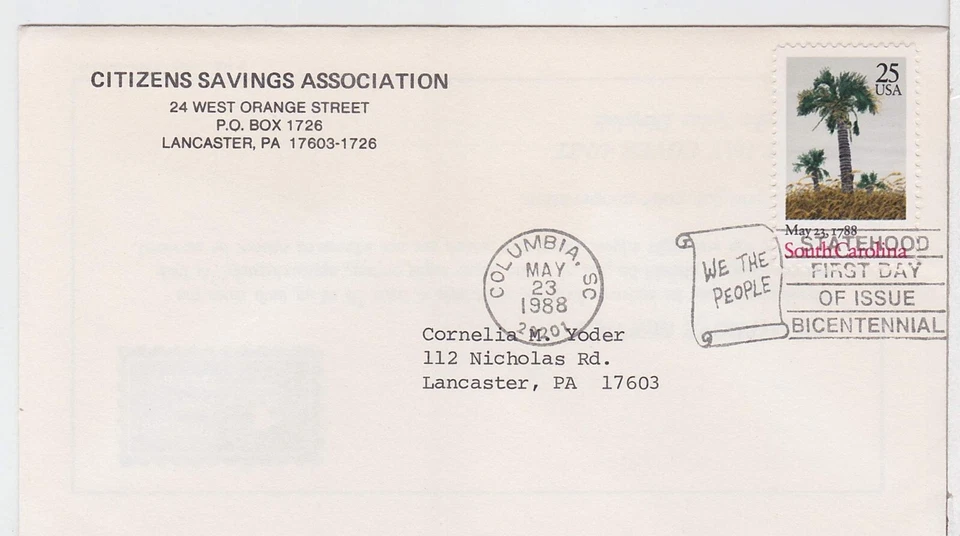 CITIZENS SAVINGS ASSOCIATION
24 WEST ORANGE STREET
P.O. BOX 1726
LANCASTER, PA 17603-1726
25
USA
May 23, 1788
South Carolina
COLUMBIA, SC
MAY
23
1988
29201
WE THE
PEOPLE
STATEHOOD
FIRST DAY
OF ISSUE
BICENTENNIAL
Cornelia M. Yoder
112 Nicholas Rd.
Lancaster, PA 17603